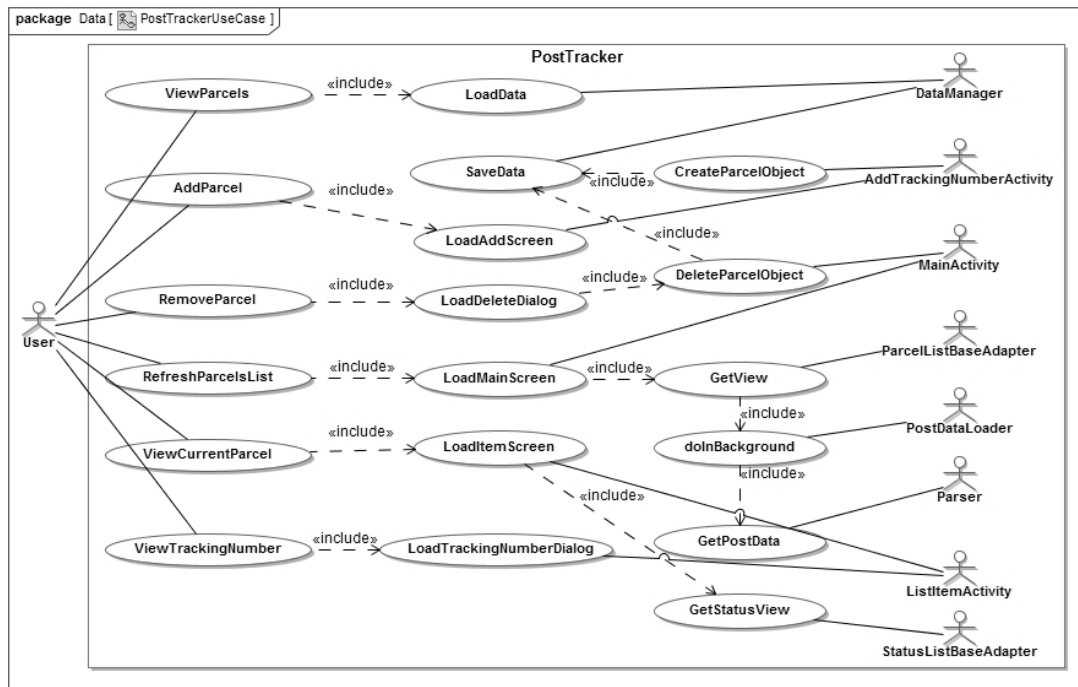 package Data [ PostTrackerUseCase ]
PostTracker
ViewParcels
«include»
LoadData
DataManager
AddParcel
«include»
SaveData
«include»
CreateParcelObject
AddTrackingNumberActivity
LoadAddScreen
«include»
DeleteParcelObject
MainActivity
RemoveParcel
«include»
LoadDeleteDialog
«include»
User
RefreshParcelsList
«include»
LoadMainScreen
«include»
GetView
ParcelListBaseAdapter
«include»
ViewCurrentParcel
«include»
LoadItemScreen
doInBackground
PostDataLoader
«include»
«include»
Parser
ViewTrackingNumber
«include»
LoadTrackingNumberDialog
GetPostData
ListItemActivity
GetStatusView
StatusListBaseAdapter